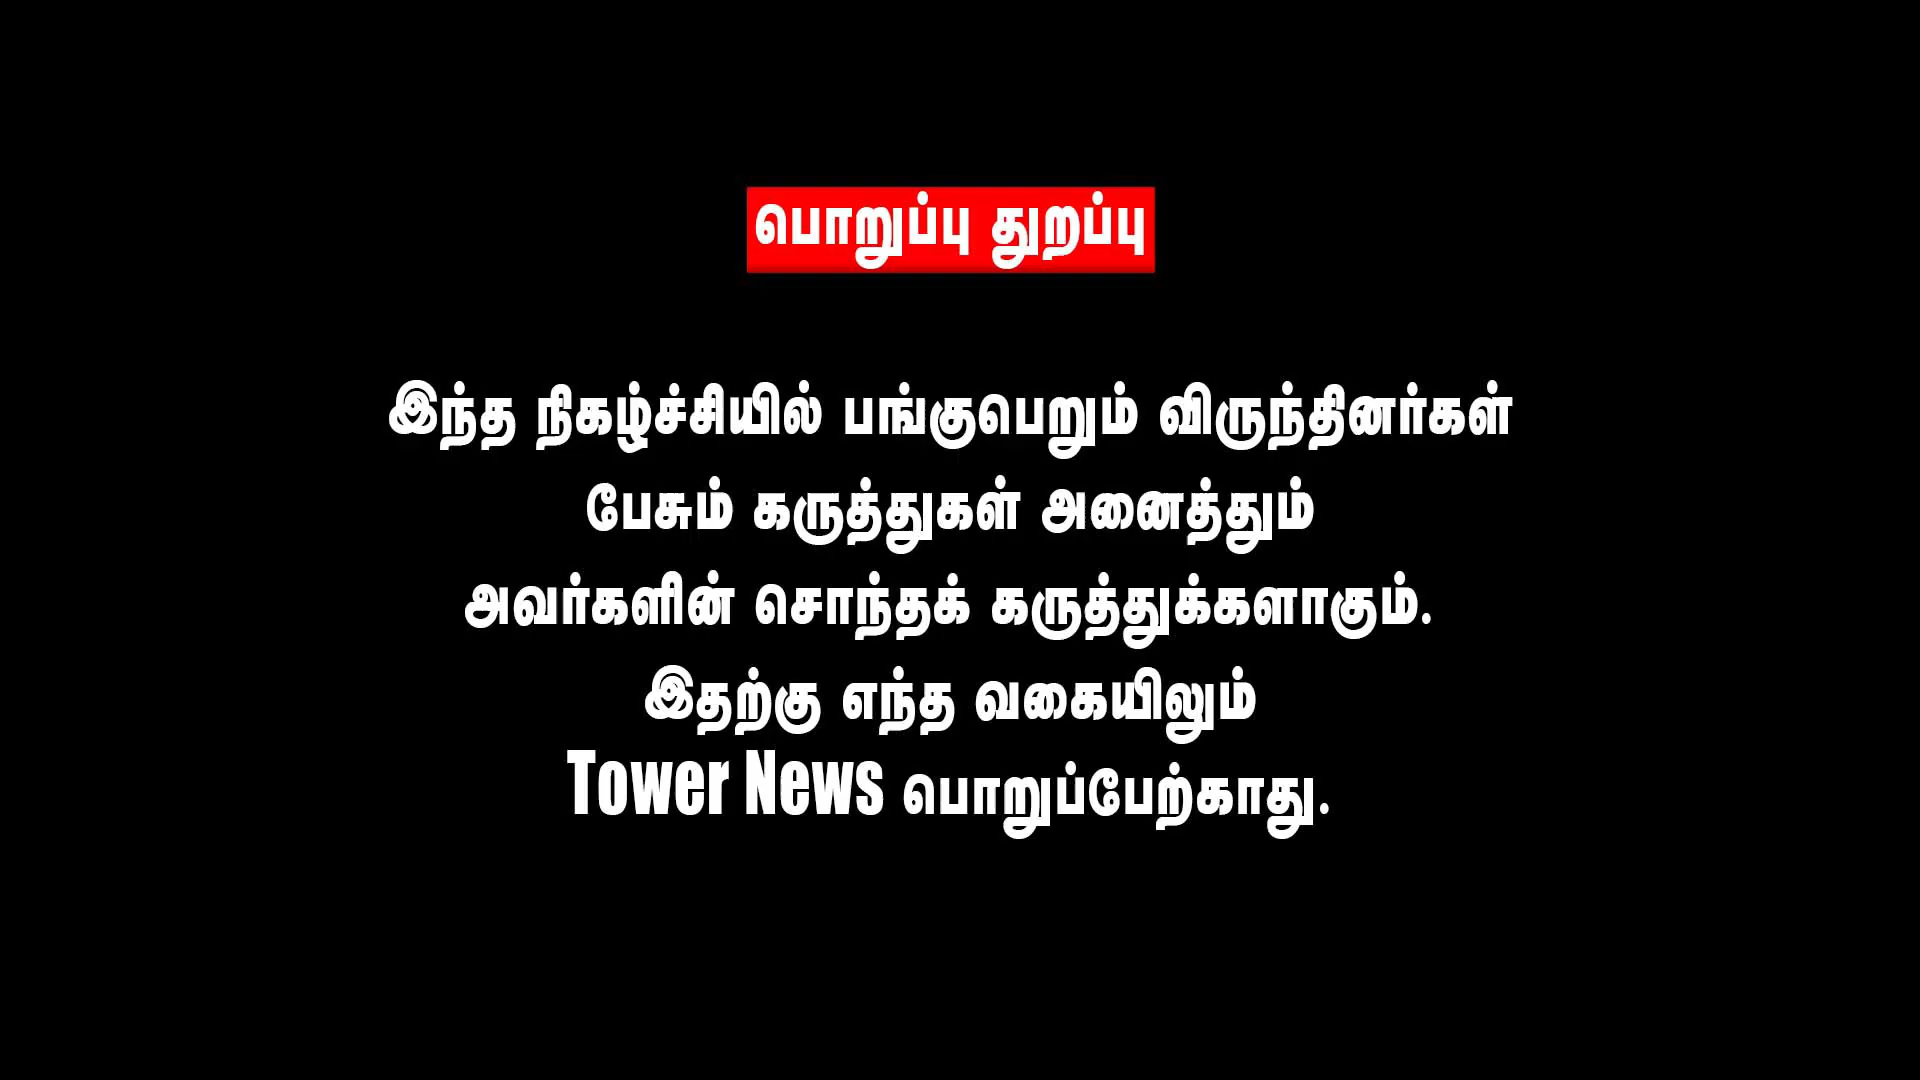 பொறுப்பு துறப்பு
இந்த நிகழ்ச்சியில் பங்குபெறும் விருந்தினர்கள்
பேசும் கருத்துகள் அனைத்தும்
அவர்களின் சொந்தக் கருத்துக்களாகும்.
இதற்கு எந்த வகையிலும்
Tower News பொறுப்பேற்காது.